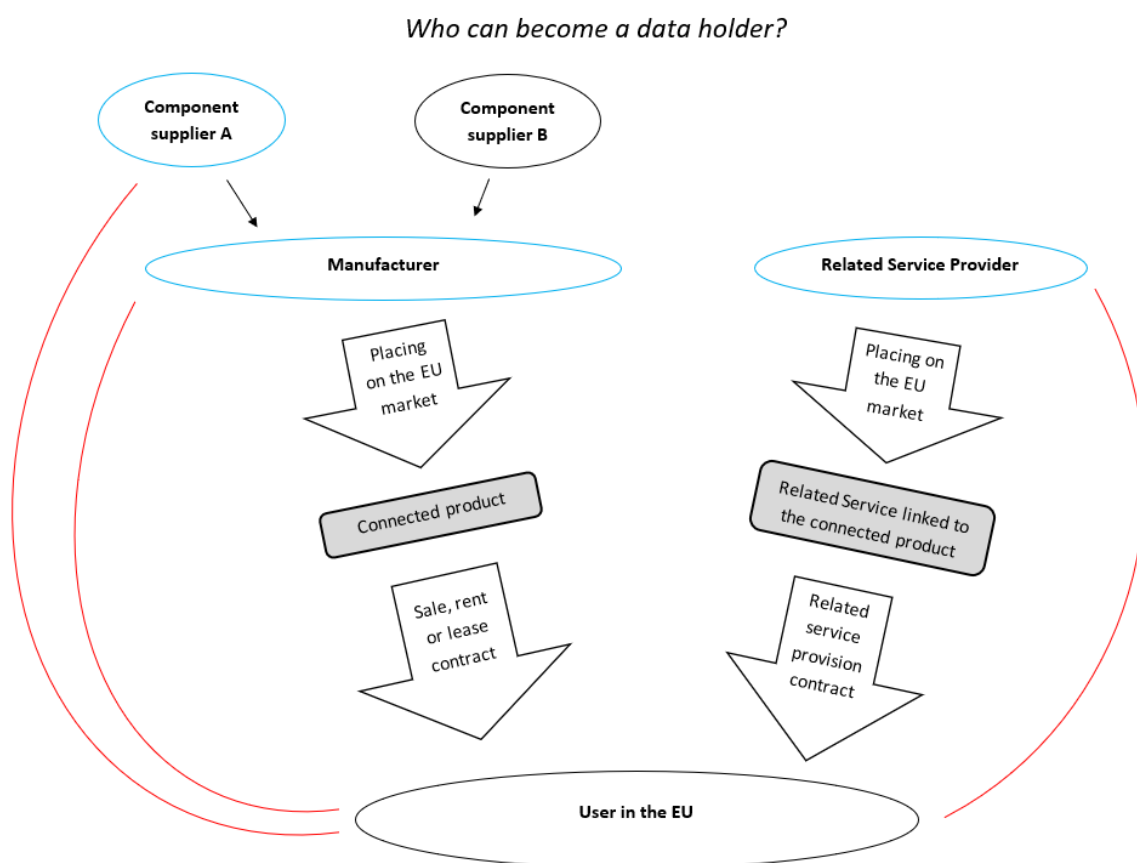 Who can become a data holder?
Component
supplier A
Component
supplier B
Manufacturer
Related Service Provider
Placing
on the EU
market
Placing on
the EU
market
Connected product
Related Service linked to
the connected product
Sale, rent
or lease
contract
Related
service
provision
contract
User in the EU